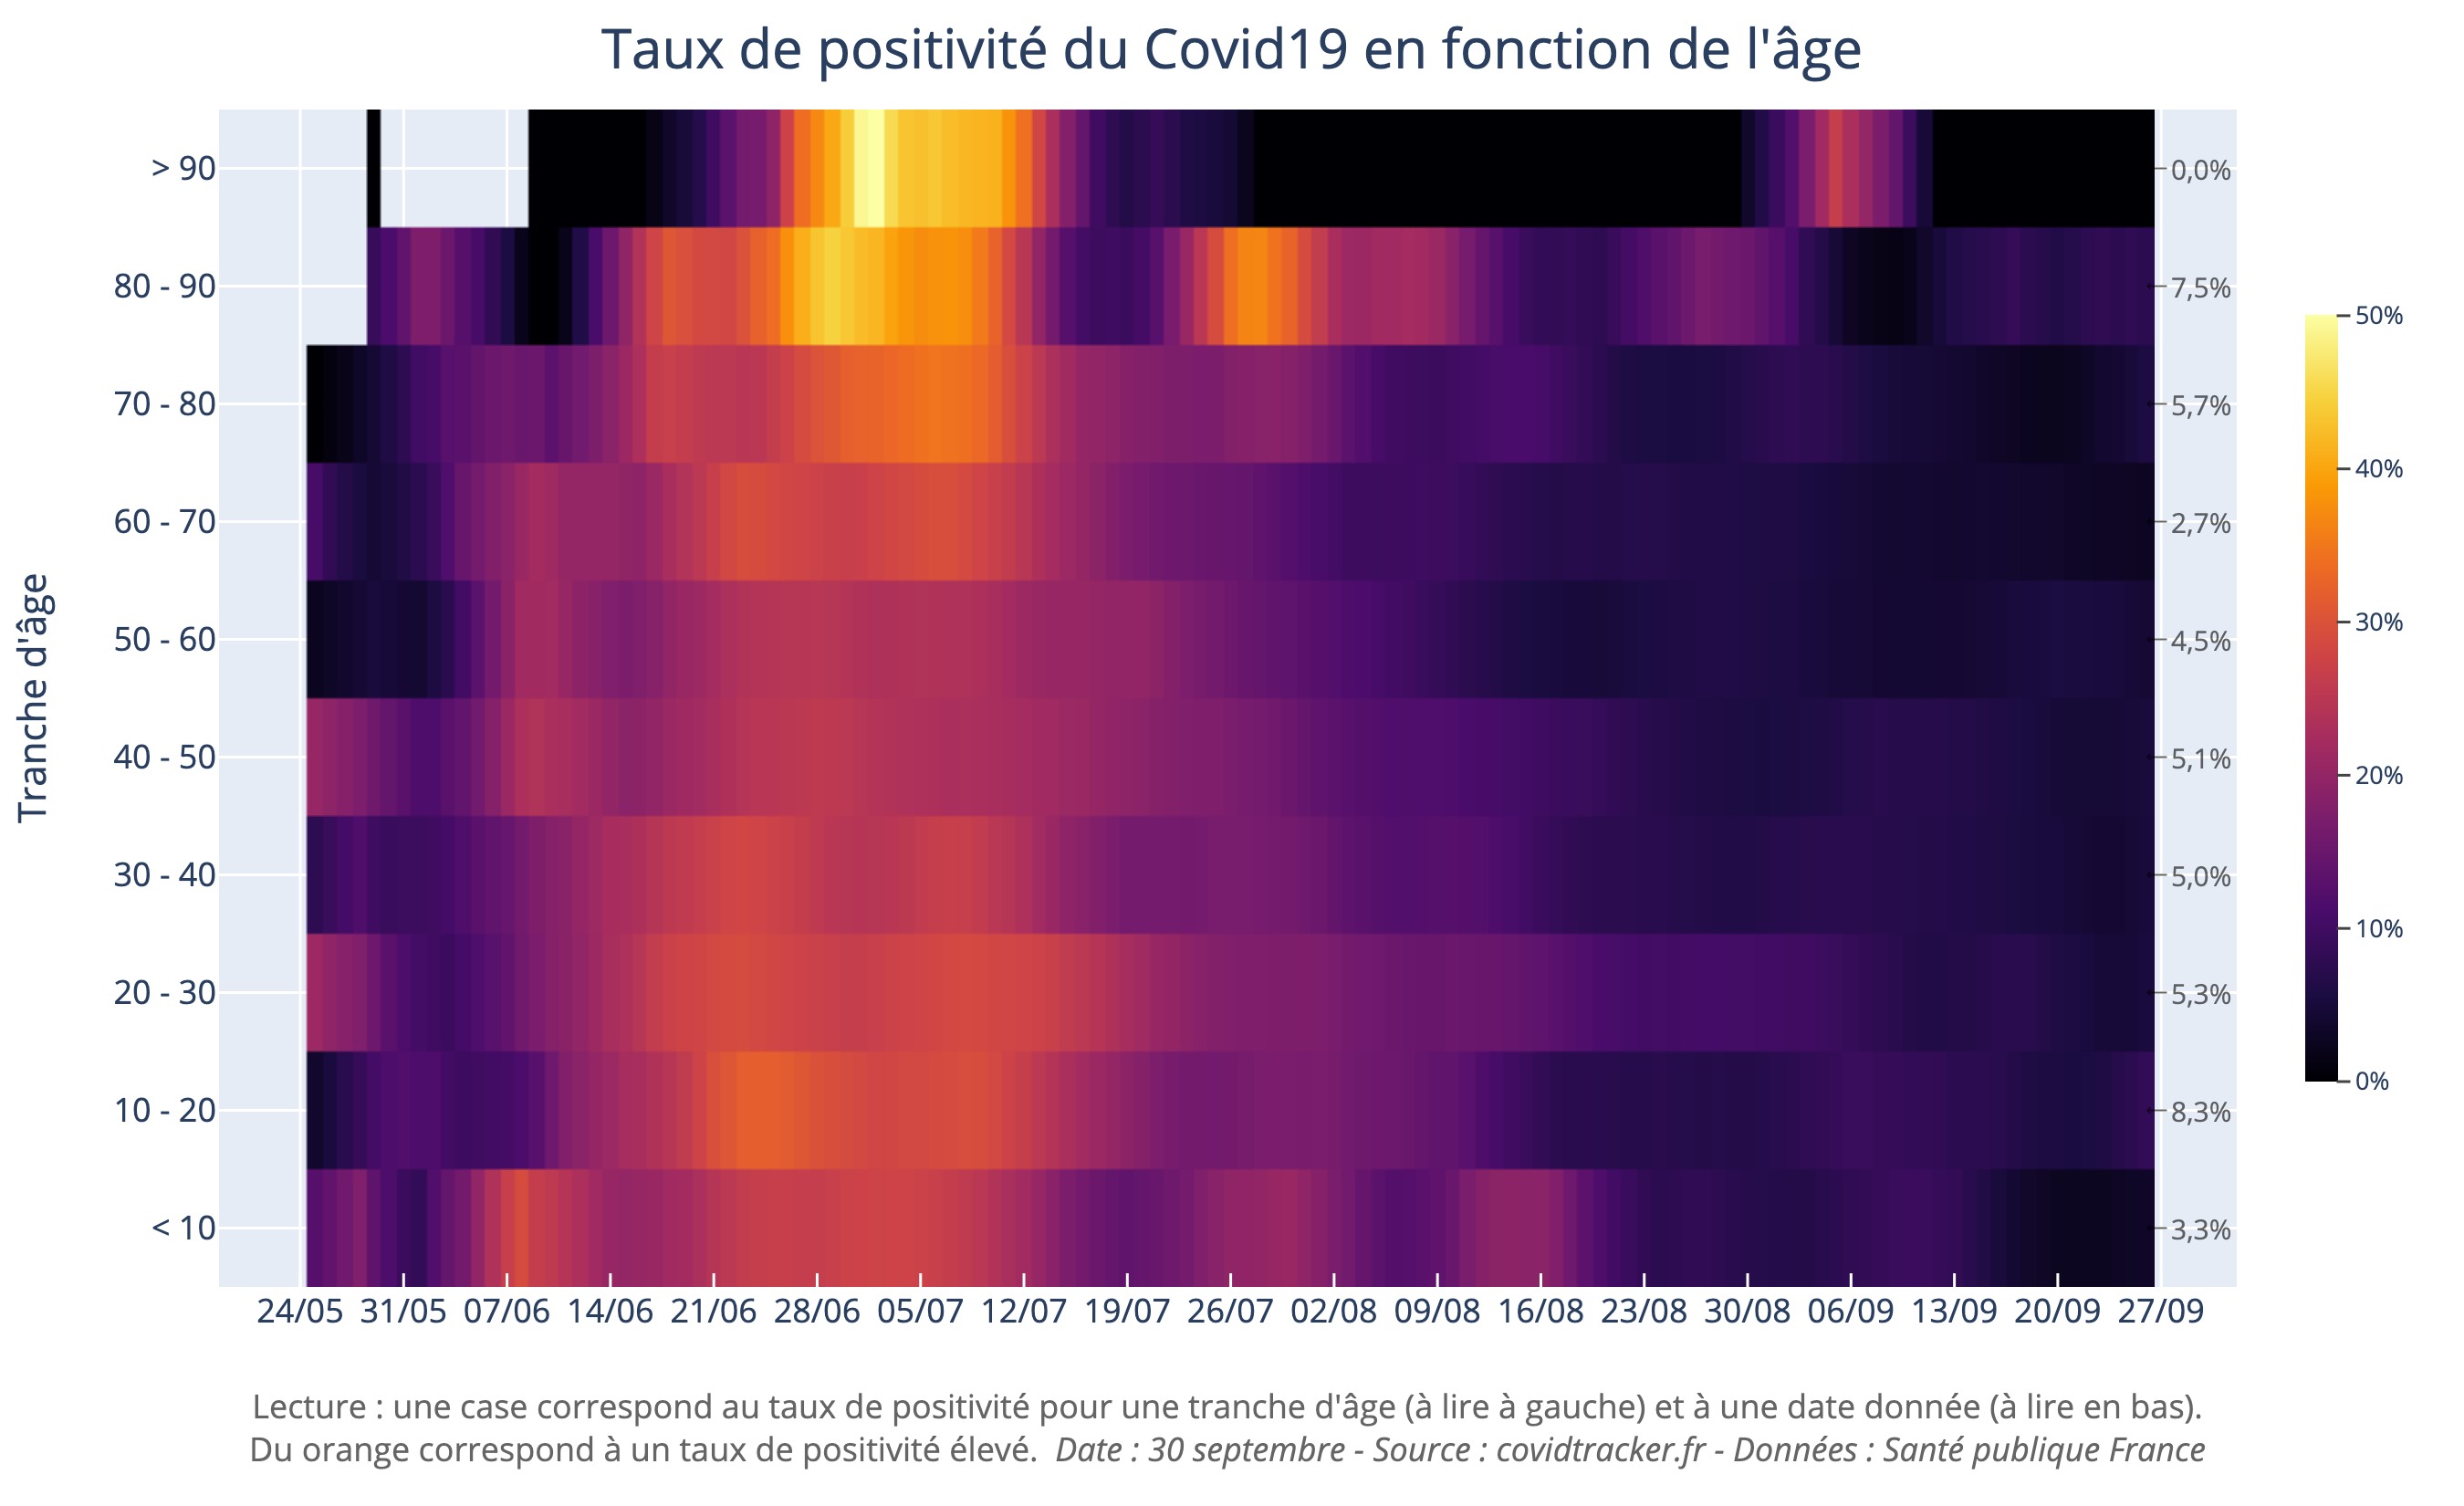 Taux de positivité du Covid19 en fonction de l'âge
Tranche d'âge
> 90
80 - 90
70 - 80
60 - 70
50 - 60
40 - 50
30 - 40
20 - 30
10 - 20
< 10
0,0%
7,5%
5,7%
2,7%
4,5%
5,1%
5,0%
5,3%
8,3%
3,3%
50%
40%
30%
20%
10%
0%
24/05 31/05 07/06 14/06 21/06 28/06 05/07 12/07 19/07 26/07 02/08 09/08 16/08 23/08 30/08 06/09 13/09 20/09 27/09
Lecture : une case correspond au taux de positivité pour une tranche d'âge (à lire à gauche) et à une date donnée (à lire en bas).
Du orange correspond à un taux de positivité élevé. Date : 30 septembre - Source : covidtracker.fr - Données : Santé publique France